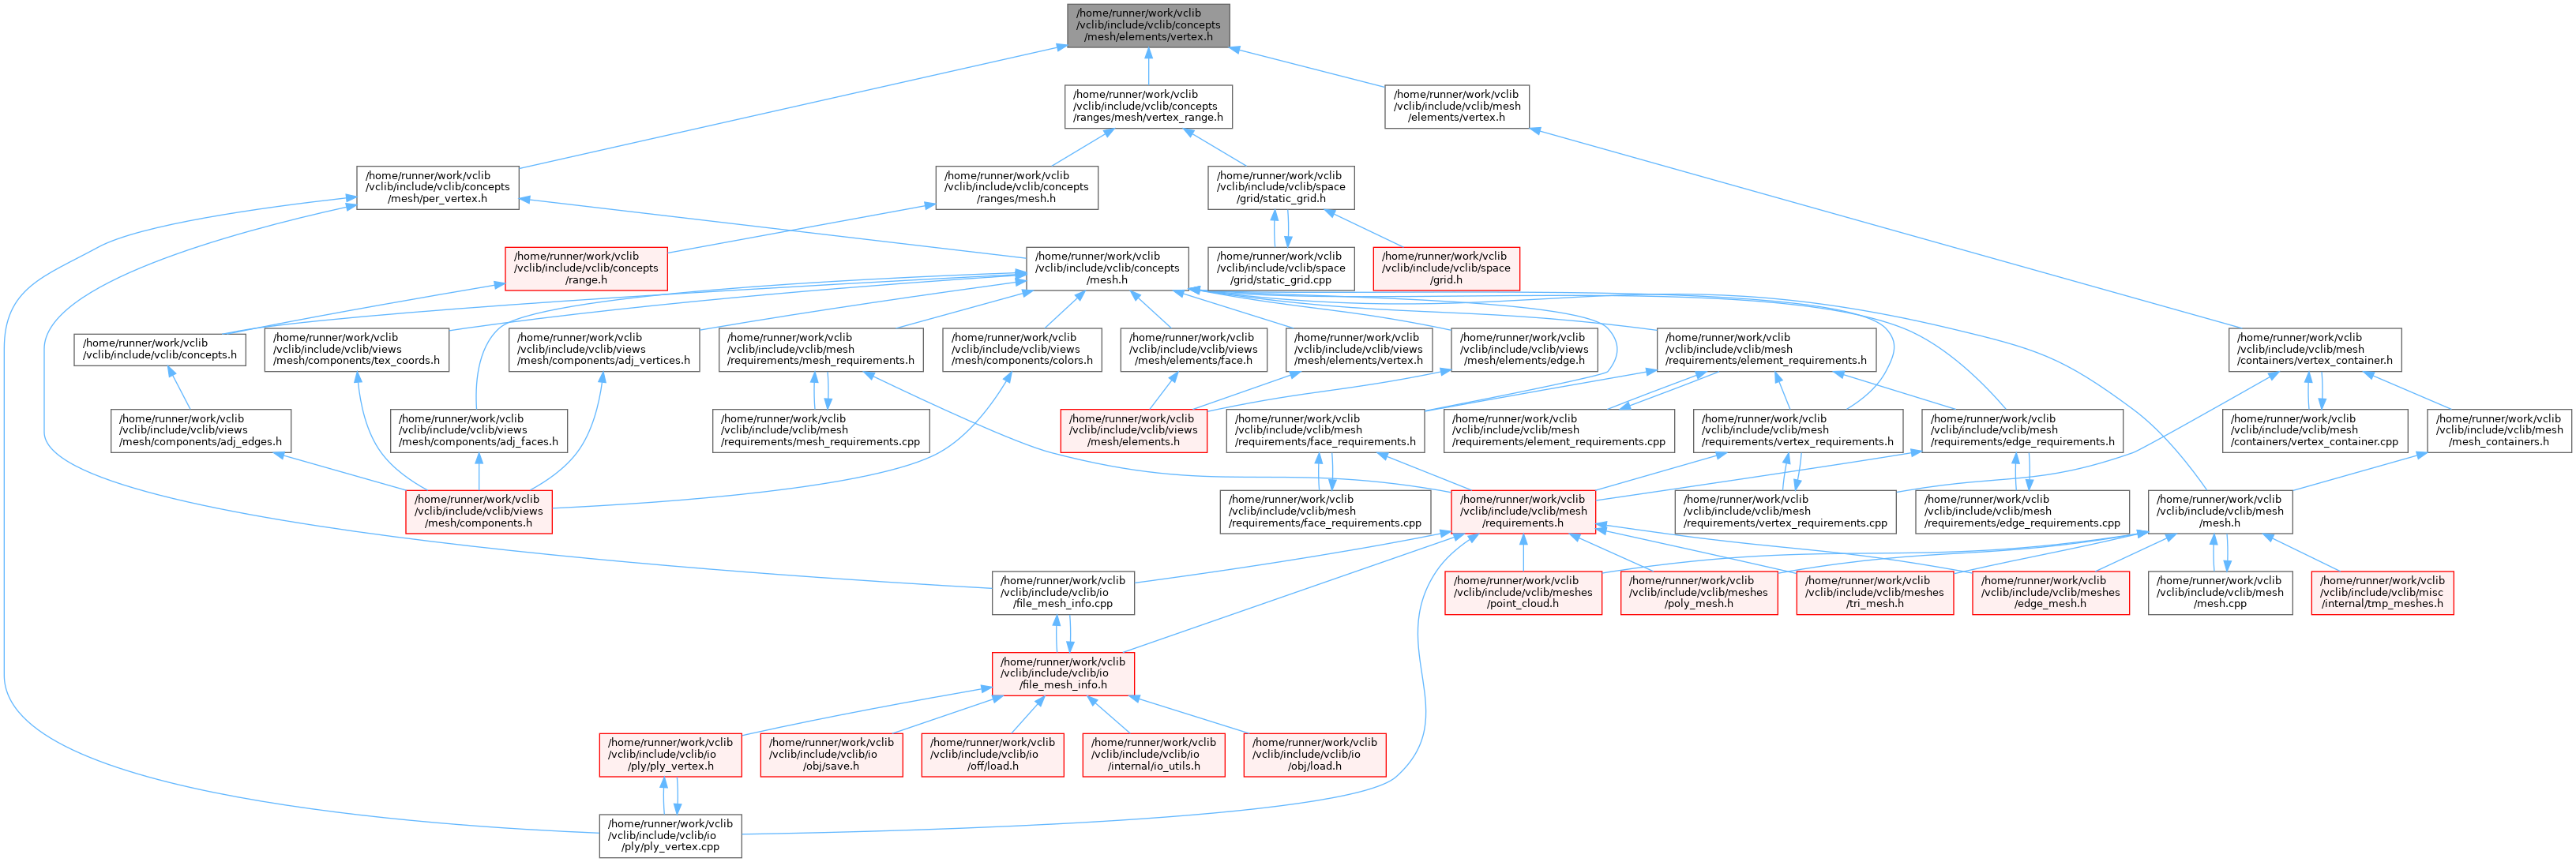 /home/runner/work/vclib
/vclib/include/vclib/concepts
/mesh/elements/vertex.h
/home/runner/work/vclib
/vclib/include/vclib/concepts
/ranges/mesh/vertex_range.h
/home/runner/work/vclib
/vclib/include/vclib/mesh
/elements/vertex.h
/home/runner/work/vclib
/vclib/include/vclib/concepts
/mesh/per_vertex.h
/home/runner/work/vclib
/vclib/include/vclib/concepts
/ranges/mesh.h
/home/runner/work/vclib
/vclib/include/vclib/space
/grid/static_grid.h
/home/runner/work/vclib
/vclib/include/vclib/concepts
/range.h
/home/runner/work/vclib
/vclib/include/vclib/concepts
/mesh.h
/home/runner/work/vclib
/vclib/include/vclib/space
/grid/static_grid.cpp
/home/runner/work/vclib
/vclib/include/vclib/space
/grid.h
/home/runner/work/vclib
/vclib/include/vclib/concepts.h
/home/runner/work/vclib
/vclib/include/vclib/views
/mesh/components/tex_coords.h
/home/runner/work/vclib
/vclib/include/vclib/views
/mesh/components/adj_vertices.h
/home/runner/work/vclib
/vclib/include/vclib/mesh
/requirements/mesh_requirements.h
/home/runner/work/vclib
/vclib/include/vclib/views
/mesh/components/colors.h
/home/runner/work/vclib
/vclib/include/vclib/views
/mesh/elements/face.h
/home/runner/work/vclib
/vclib/include/vclib/views
/mesh/elements/vertex.h
/home/runner/work/vclib
/vclib/include/vclib/views
/mesh/elements/edge.h
/home/runner/work/vclib
/vclib/include/vclib/mesh
/requirements/element_requirements.h
/home/runner/work/vclib
/vclib/include/vclib/mesh
/containers/vertex_container.h
/home/runner/work/vclib
/vclib/include/vclib/views
/mesh/components/adj_edges.h
/home/runner/work/vclib
/vclib/include/vclib/views
/mesh/components/adj_faces.h
/home/runner/work/vclib
/vclib/include/vclib/mesh
/requirements/mesh_requirements.cpp
/home/runner/work/vclib
/vclib/include/vclib/views
/mesh/elements.h
/home/runner/work/vclib
/vclib/include/vclib/mesh
/requirements/face_requirements.h
/home/runner/work/vclib
/vclib/include/vclib/mesh
/requirements/element_requirements.cpp
/home/runner/work/vclib
/vclib/include/vclib/mesh
/requirements/vertex_requirements.h
/home/runner/work/vclib
/vclib/include/vclib/mesh
/requirements/edge_requirements.h
/home/runner/work/vclib
/vclib/include/vclib/mesh
/containers/vertex_container.cpp
/home/runner/work/vclib
/vclib/include/vclib/mesh
/mesh_containers.h
/home/runner/work/vclib
/vclib/include/vclib/views
/mesh/components.h
/home/runner/work/vclib
/vclib/include/vclib/mesh
/requirements/face_requirements.cpp
/home/runner/work/vclib
/vclib/include/vclib/mesh
/requirements.h
/home/runner/work/vclib
/vclib/include/vclib/mesh
/requirements/vertex_requirements.cpp
/home/runner/work/vclib
/vclib/include/vclib/mesh
/requirements/edge_requirements.cpp
/home/runner/work/vclib
/vclib/include/vclib/mesh
/mesh.h
/home/runner/work/vclib
/vclib/include/vclib/io
/file_mesh_info.cpp
/home/runner/work/vclib
/vclib/include/vclib/meshes
/point_cloud.h
/home/runner/work/vclib
/vclib/include/vclib/meshes
/poly_mesh.h
/home/runner/work/vclib
/vclib/include/vclib/meshes
/tri_mesh.h
/home/runner/work/vclib
/vclib/include/vclib/meshes
/edge_mesh.h
/home/runner/work/vclib
/vclib/include/vclib/mesh
/mesh.cpp
/home/runner/work/vclib
/vclib/include/vclib/misc
/internal/tmp_meshes.h
/home/runner/work/vclib
/vclib/include/vclib/io
/file_mesh_info.h
/home/runner/work/vclib
/vclib/include/vclib/io
/ply/ply_vertex.h
/home/runner/work/vclib
/vclib/include/vclib/io
/obj/save.h
/home/runner/work/vclib
/vclib/include/vclib/io
/off/load.h
/home/runner/work/vclib
/vclib/include/vclib/io
/internal/io_utils.h
/home/runner/work/vclib
/vclib/include/vclib/io
/obj/load.h
/home/runner/work/vclib
/vclib/include/vclib/io
/ply/ply_vertex.cpp